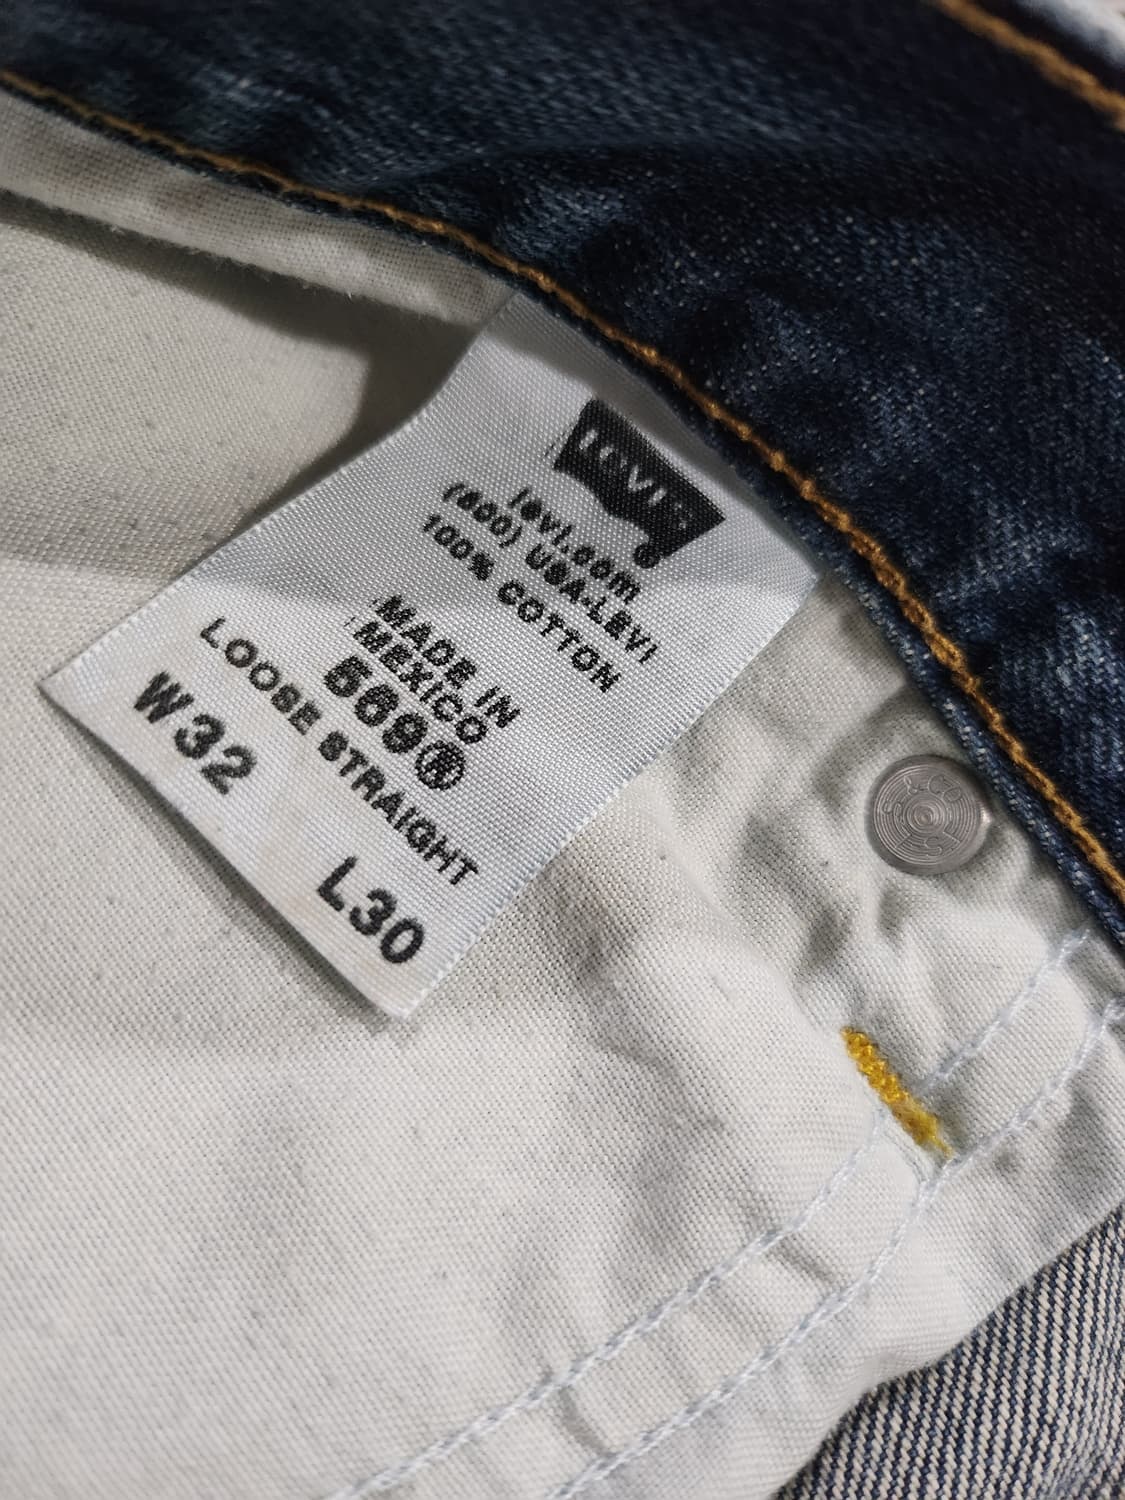 Levi's
levi.com
(800) USA-LEVI
100% COTTON
MADE IN
MEXICO
569®
LOOSE STRAIGHT
W32 L30